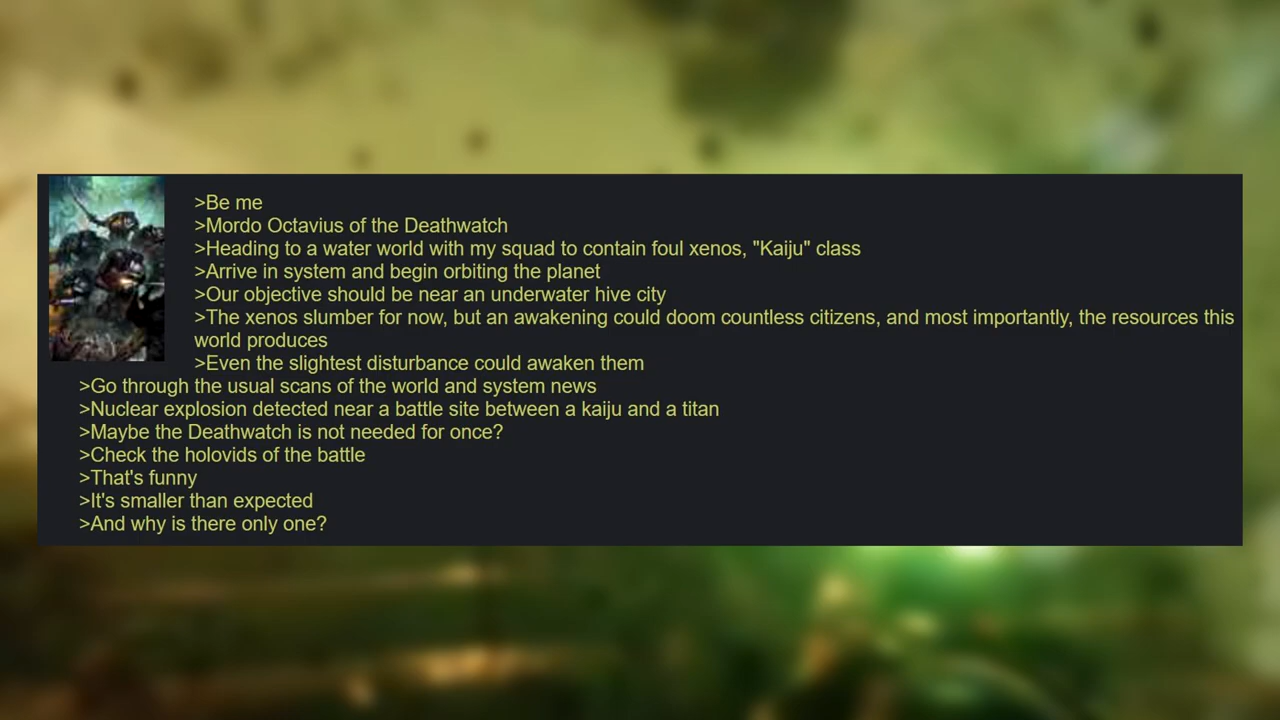 >Be me
>Mordo Octavius of the Deathwatch
>Heading to a water world with my squad to contain foul xenos, "Kaiju" class
>Arrive in system and begin orbiting the planet
>Our objective should be near an underwater hive city
>The xenos slumber for now, but an awakening could doom countless citizens, and most importantly, the resources this
world produces
>Even the slightest disturbance could awaken them
>Go through the usual scans of the world and system news
>Nuclear explosion detected near a battle site between a kaiju and a titan
>Maybe the Deathwatch is not needed for once?
>Check the holovids of the battle
>That's funny
>It's smaller than expected
>And why is there only one?